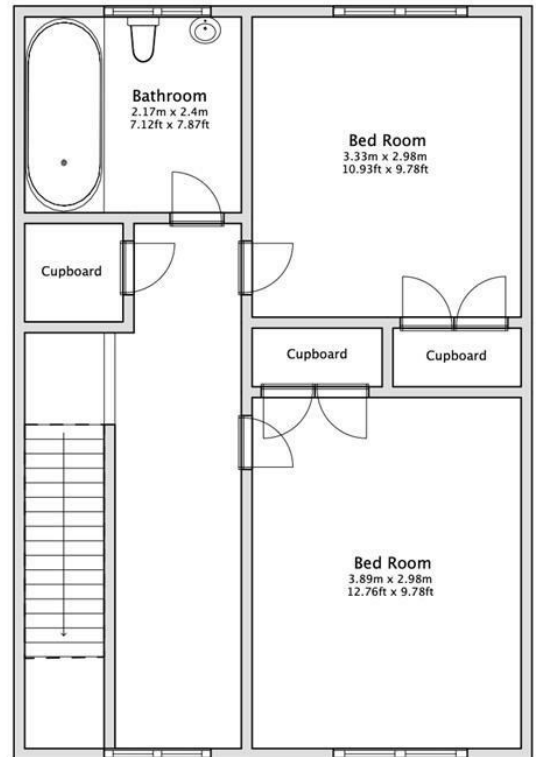 Bathroom
2.17m x 2.4m
7.12ft x 7.87ft
Bed Room
3.33m x 2.98m
10.93ft x 9.78ft
Cupboard
Cupboard
Cupboard
Bed Room
3.89m x 2.98m
12.76ft x 9.78ft